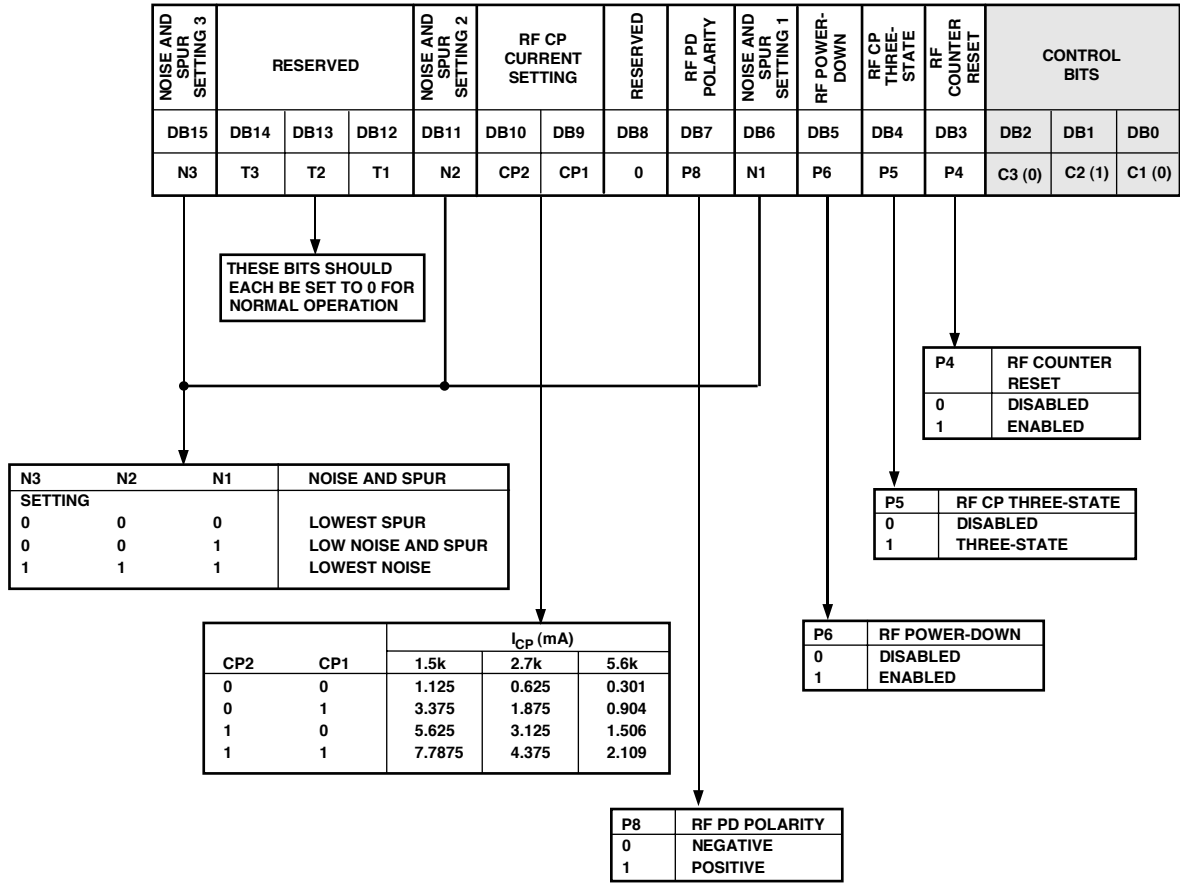 NOISE AND SPUR SETTING 3
RESERVED
NOISE AND SPUR SETTING 2
RF CP CURRENT SETTING
RESERVED
RF PD POLARITY
NOISE AND SPUR SETTING 1
RF POWER-DOWN
RF CP THREE-STATE
RF COUNTER RESET
CONTROL BITS
DB15 DB14 DB13 DB12 DB11 DB10 DB9 DB8 DB7 DB6 DB5 DB4 DB3 DB2 DB1 DB0
N3 T3 T2 T1 N2 CP2 CP1 0 P8 N1 P6 P5 P4 C3 (0) C2 (1) C1 (0)
THESE BITS SHOULD
EACH BE SET TO 0 FOR
NORMAL OPERATION
P4 RF COUNTER
RESET
0 DISABLED
1 ENABLED
N3 N2 N1 NOISE AND SPUR
SETTING
0 0 0 LOWEST SPUR
0 0 1 LOW NOISE AND SPUR
1 1 1 LOWEST NOISE
P5 RF CP THREE-STATE
0 DISABLED
1 THREE-STATE
ICP (mA)
CP2 CP1 1.5k 2.7k 5.6k
0 0 1.125 0.625 0.301
0 1 3.375 1.875 0.904
1 0 5.625 3.125 1.506
1 1 7.7875 4.375 2.109
P6 RF POWER-DOWN
0 DISABLED
1 ENABLED
P8 RF PD POLARITY
0 NEGATIVE
1 POSITIVE